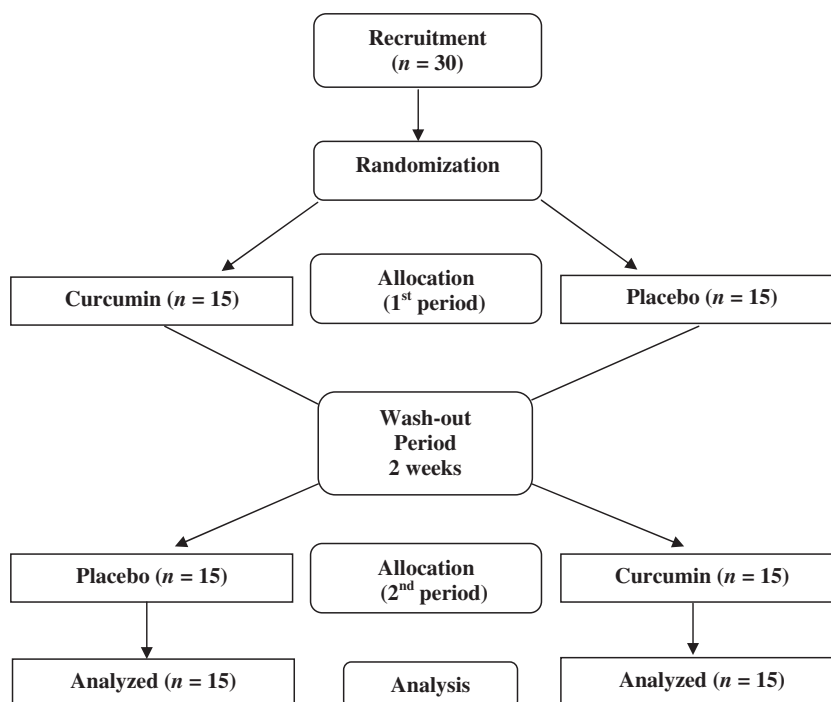 Recruitment
(n = 30)
Randomization
Curcumin (n = 15)
Allocation
(1st period)
Placebo (n = 15)
Wash-out
Period
2 weeks
Placebo (n = 15)
Allocation
(2nd period)
Curcumin (n = 15)
Analyzed (n = 15)
Analysis
Analyzed (n = 15)